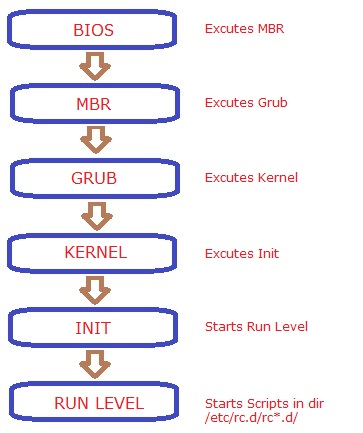 BIOS Excutes MBR
MBR Excutes Grub
GRUB Excutes Kernel
KERNEL Excutes Init
INIT Starts Run Level
RUN LEVEL Starts Scripts in dir
/etc/rc.d/rc*.d/